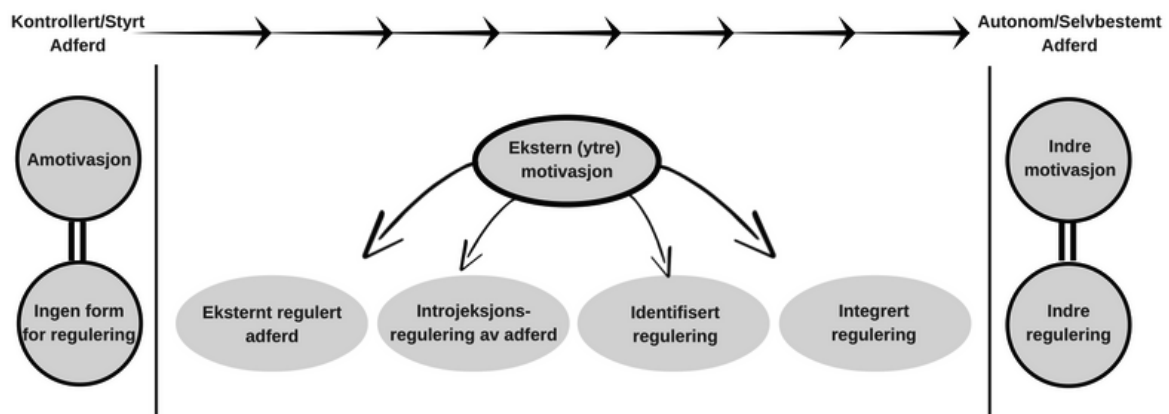 Kontrollert/Styrt
Adferd
Autonom/Selvbestemt
Adferd
Amotivasjon
Ekstern (ytre)
motivasjon
Indre
motivasjon
Ingen form
for regulering
Eksternt regulert
adferd
Introjeksjons-
regulering av adferd
Identifisert
regulering
Integrert
regulering
Indre
regulering